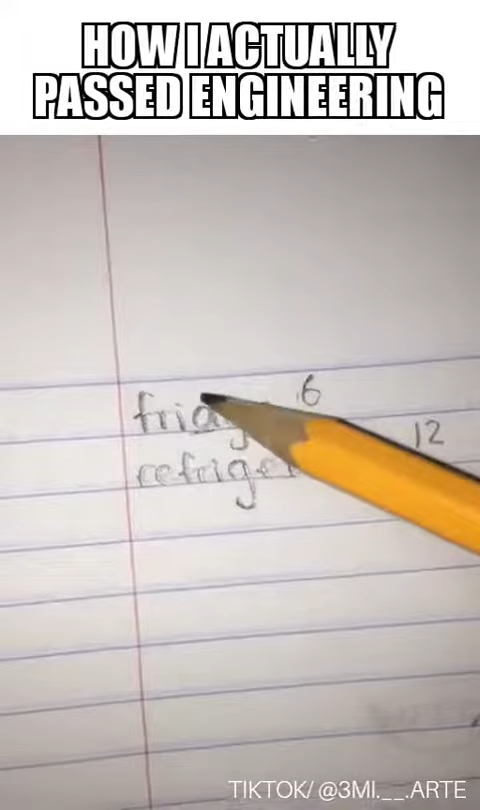 HOW I ACTUALLY
PASSED ENGINEERING
6
12
TIKTOK/ @3MI.__.ARTE